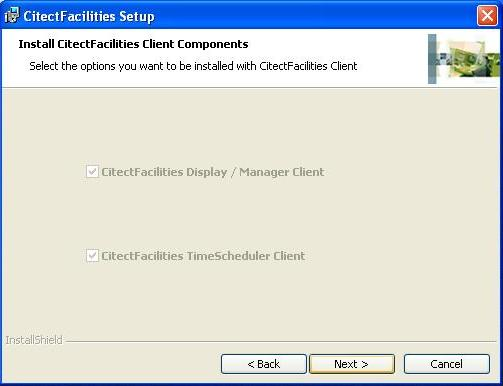 CitectFacilities Setup
Install CitectFacilities Client Components
Select the options you want to be installed with CitectFacilities Client
CitectFacilities Display / Manager Client
CitectFacilities TimeScheduler Client
InstallShield
< Back
Next >
Cancel